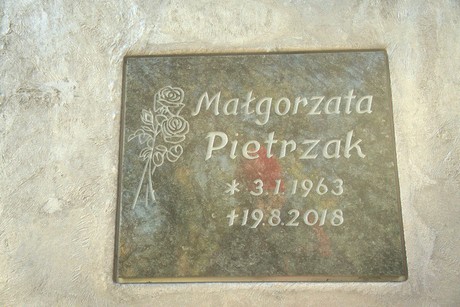 Małgorzata
Pietrzak
* 3.1.1963
†19.8.2018